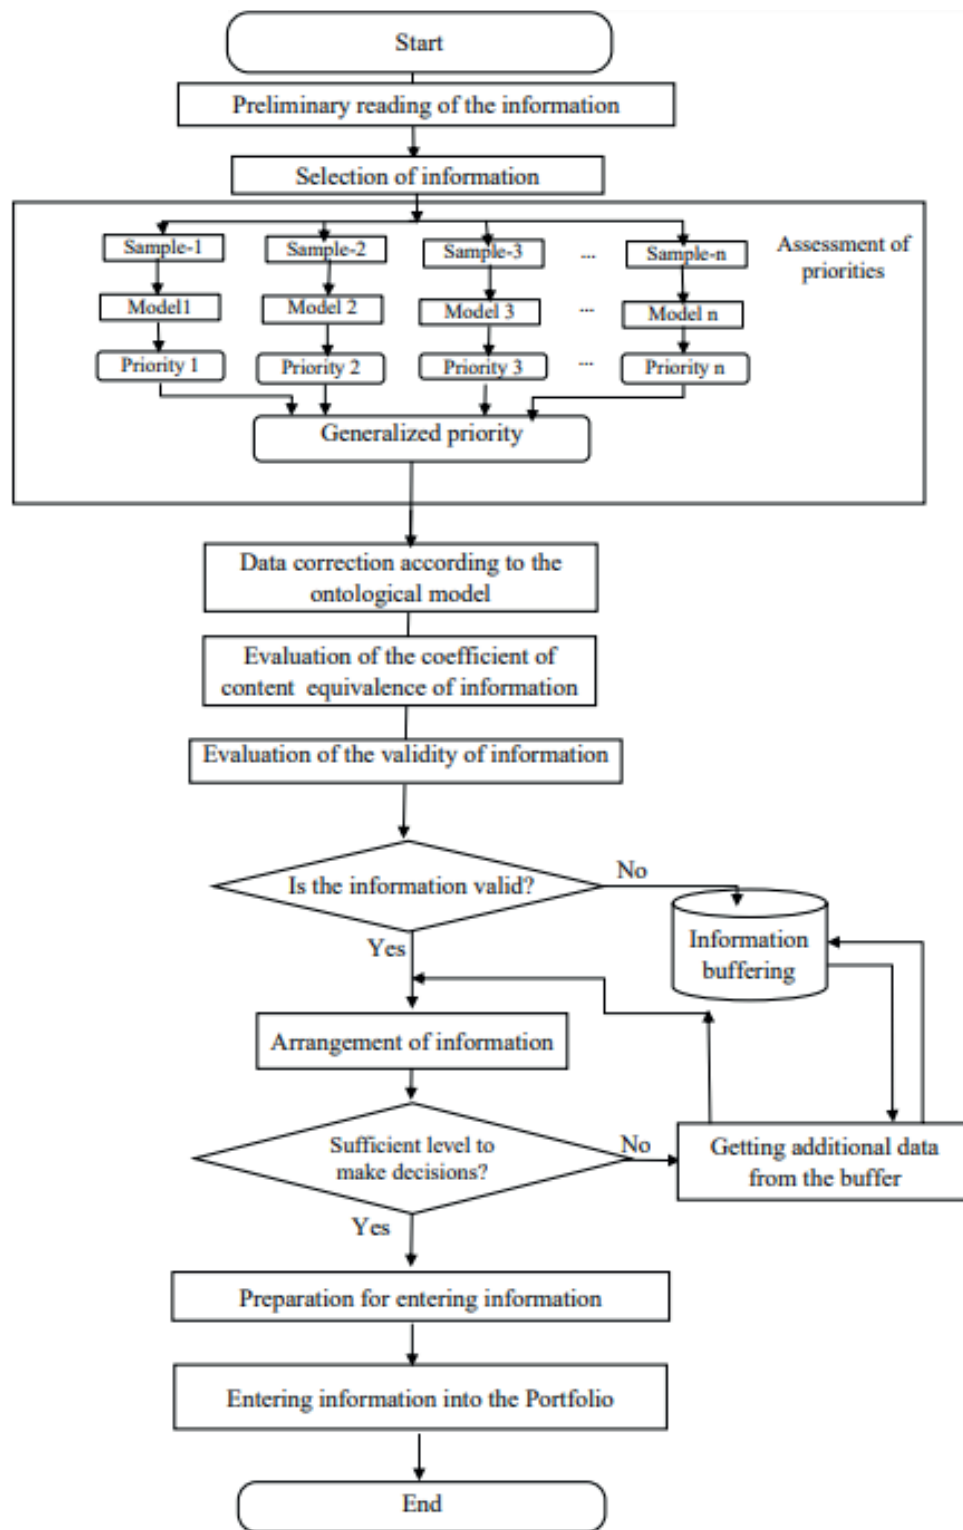 Start
Preliminary reading of the information
Selection of information
Assessment of
priorities
Sample-1
Sample-2
Sample-3
...
Sample-n
Model1
Model 2
Model 3
...
Model n
Priority 1
Priority 2
Priority 3
...
Priority n
Generalized priority
Data correction according to the
ontological model
Evaluation of the coefficient of
content equivalence of information
Evaluation of the validity of information
Is the information valid?
No
Yes
Information
buffering
Arrangement of information
Sufficient level to
make decisions?
No
Getting additional data
from the buffer
Yes
Preparation for entering information
Entering information into the Portfolio
End